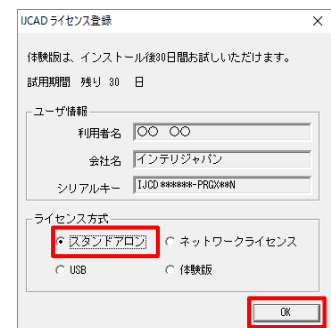 IJCAD ライセンス登録
体験版は、インストール後30日間お試しいただけます。
試用期間 残り 30 日
ユーザ情報
利用者名 〇〇 〇〇
会社名 インテリジャパン
シリアルキー IJCD******-PRGX**N
ライセンス方式
スタンドアロン ネットワークライセンス
USB 体験版
OK